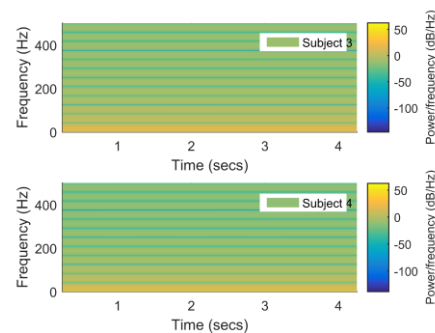 Frequency (Hz)
400
200
0
Subject 3
1 2 3 4
Time (secs)
50
0
-50
-100
Power/frequency (dB/Hz)
Frequency (Hz)
400
200
0
Subject 4
1 2 3 4
Time (secs)
50
0
-50
-100
Power/frequency (dB/Hz)